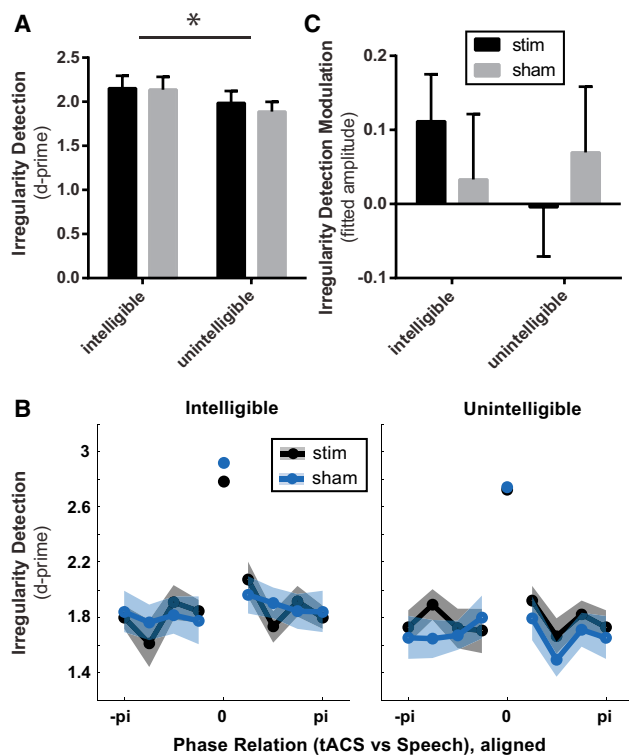 A
*
Irregularity Detection
(d-prime)
2.5
2.0
1.5
1.0
0.5
0.0
intelligible
unintelligible
C
stim
sham
Irregularity Detection Modulation
(fitted amplitude)
0.2
0.1
0.0
-0.1
intelligible
unintelligible
B
Intelligible
Unintelligible
stim
sham
Irregularity Detection
(d-prime)
3
2.6
2.2
1.8
1.4
-pi 0 pi
-pi 0 pi
Phase Relation (tACS vs Speech), aligned